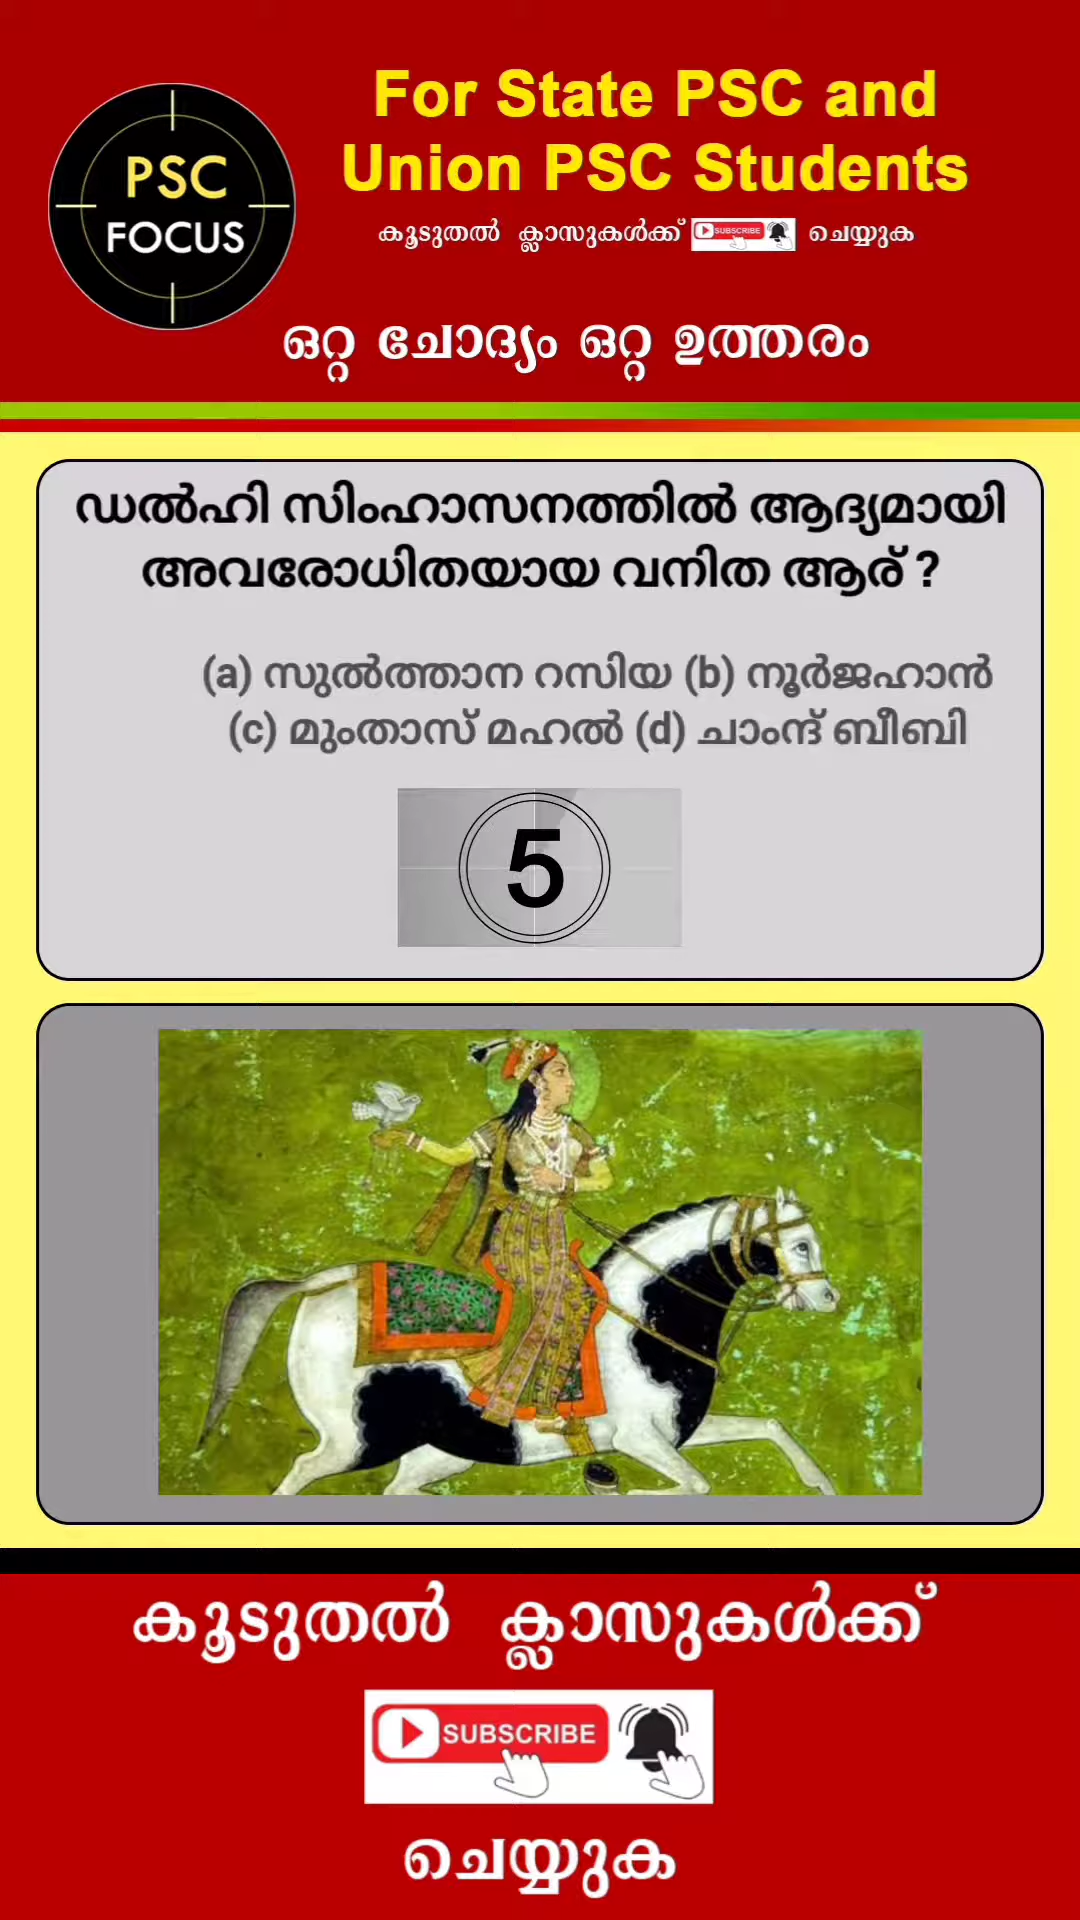 PSC
FOCUS
For State PSC and
Union PSC Students
കൂടുതൽ ക്ലാസുകൾക്ക് SUBSCRIBE ചെയ്യുക
ഒറ്റ ചോദ്യം ഒറ്റ ഉത്തരം
ഡൽഹി സിംഹാസനത്തിൽ ആദ്യമായി
അവരോധിതയായ വനിത ആര് ?
(a) സുൽത്താന റസിയ (b) നൂർജഹാൻ
(c) മുംതാസ് മഹൽ (d) ചാംന്ദ് ബീബി
5
കൂടുതൽ ക്ലാസുകൾക്ക്
SUBSCRIBE
ചെയ്യുക